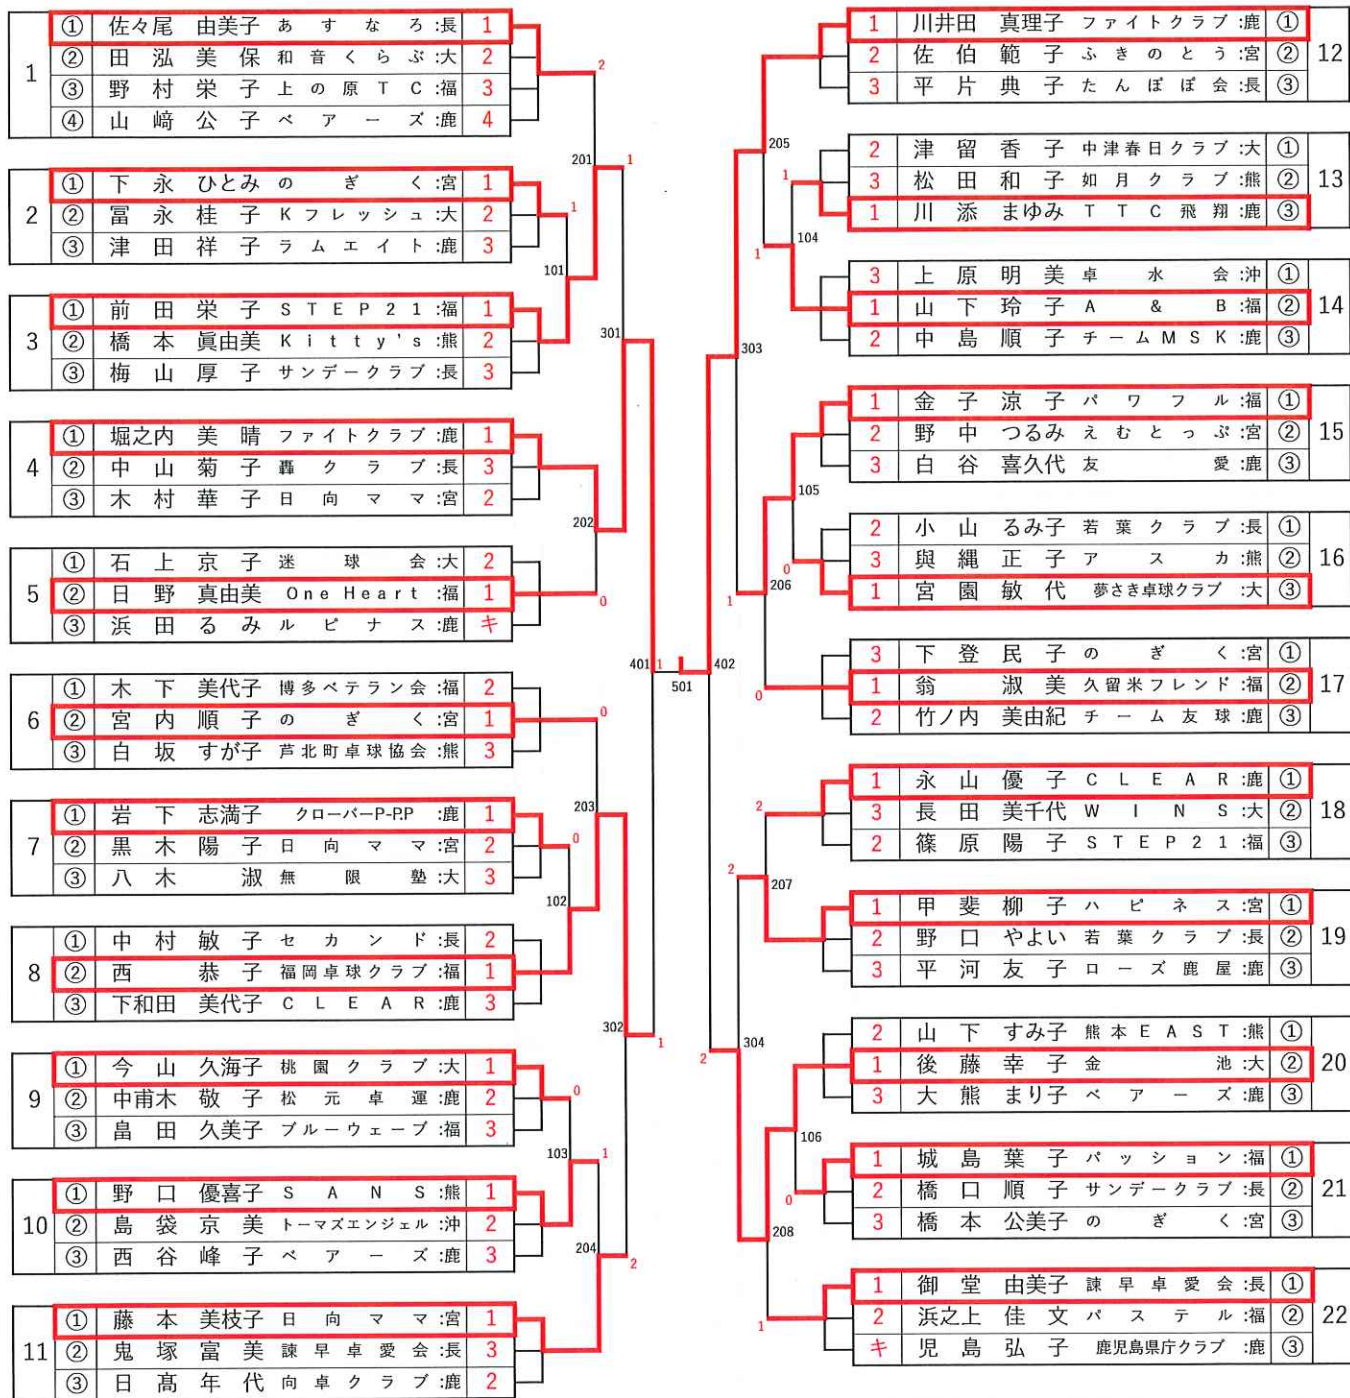 1
① 佐々尾 由美子 あすなろ :長 1
② 田泓美保 和音くらぶ :大 2
③ 野村栄子 上の原TC :福 3
④ 山﨑公子 ベアーズ :鹿 4
2
① 下永 ひとみ のぎく :宮 1
② 冨永桂子 Kフレッシュ :大 2
③ 津田祥子 ラムエイト :鹿 3
3
① 前田栄子 STEP21 :福 1
② 橋本 眞由美 Kitty's :熊 2
③ 梅山厚子 サンデークラブ :長 3
4
① 堀之内 美晴 ファイトクラブ :鹿 1
② 中山菊子 轟クラブ :長 3
③ 木村華子 日向ママ :宮 2
5
① 石上京子 迷球会 :大 2
② 日野 真由美 One Heart :福 1
③ 浜田るみ ルピナス :鹿 キ
6
① 木下 美代子 博多ベテラン会 :福 2
② 宮内順子 のぎく :宮 1
③ 白坂 すが子 芦北町卓球協会 :熊 3
7
① 岩下 志満子 クローバーP-P.P :鹿 1
② 黒木陽子 日向ママ :宮 2
③ 八木 淑 無限塾 :大 3
8
① 中村敏子 セカンド :長 2
② 西 恭子 福岡卓球クラブ :福 1
③ 下和田 美代子 CLEAR :鹿 3
9
① 今山 久海子 桃園クラブ :大 1
② 中甫木 敬子 松元卓運 :鹿 2
③ 畠田 久美子 ブルーウェーブ :福 3
10
① 野口 優喜子 SANS :熊 1
② 島袋京美 トーマズエンジェル :沖 2
③ 西谷峰子 ベアーズ :鹿 3
11
① 藤本 美枝子 日向ママ :宮 1
② 鬼塚富美 諫早卓愛会 :長 3
③ 日髙年代 向卓クラブ :鹿 2
2
201
1
1
101
301
202
0
401
1
0
203
0
102
302
1
0
103
1
204
2
501
402
205
1
104
1
303
105
0
206
1
0
2
207
2
304
2
106
0
208
1
1 川井田 真理子 ファイトクラブ :鹿 ①
2 佐伯範子 ふきのとう :宮 ②
3 平片典子 たんぽぽ会 :長 ③
12
2 津留香子 中津春日クラブ :大 ①
3 松田和子 如月クラブ :熊 ②
1 川添 まゆみ TTC飛翔 :鹿 ③
13
3 上原明美 卓水会 :沖 ①
1 山下玲子 A&B :福 ②
2 中島順子 チームMSK :鹿 ③
14
1 金子涼子 パワフル :福 ①
2 野中 つるみ えむとっぷ :宮 ②
3 白谷 喜久代 友愛 :鹿 ③
15
2 小山 るみ子 若葉クラブ :長 ①
3 與縄正子 アスカ :熊 ②
1 宮園敏代 夢さき卓球クラブ :大 ③
16
3 下登民子 のぎく :宮 ①
1 翁 淑美 久留米フレンド :福 ②
2 竹ノ内 美由紀 チーム友球 :鹿 ③
17
1 永山優子 CLEAR :鹿 ①
3 長田 美千代 WINS :大 ②
2 篠原陽子 STEP21 :福 ③
18
1 甲斐柳子 ハピネス :宮 ①
2 野口 やよい 若葉クラブ :長 ②
3 平河友子 ローズ鹿屋 :鹿 ③
19
2 山下 すみ子 熊本EAST :熊 ①
1 後藤幸子 金池 :大 ②
3 大熊 まり子 ベアーズ :鹿 ③
20
1 城島葉子 パッション :福 ①
2 橋口順子 サンデークラブ :長 ②
3 橋本 公美子 のぎく :宮 ③
21
1 御堂 由美子 諫早卓愛会 :長 ①
2 浜之上 佳文 パステル :福 ②
キ 児島弘子 鹿児島県庁クラブ :鹿 ③
22